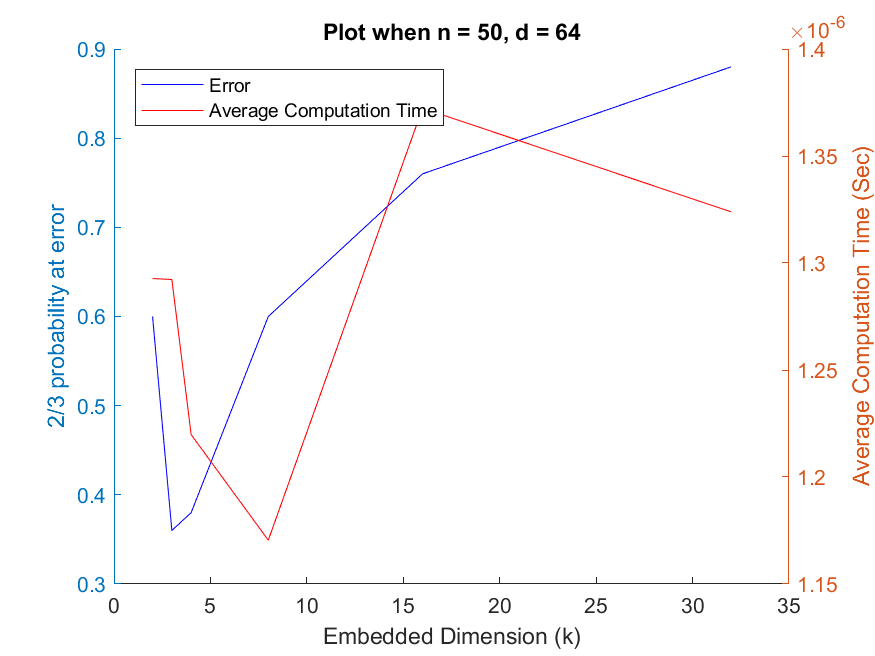 Plot when n = 50, d = 64
×10-6
Error
Average Computation Time
2/3 probability at error
0.9
0.8
0.7
0.6
0.5
0.4
0.3
1.4
1.35
1.3
1.25
1.2
1.15
Average Computation Time (Sec)
0 5 10 15 20 25 30 35
Embedded Dimension (k)